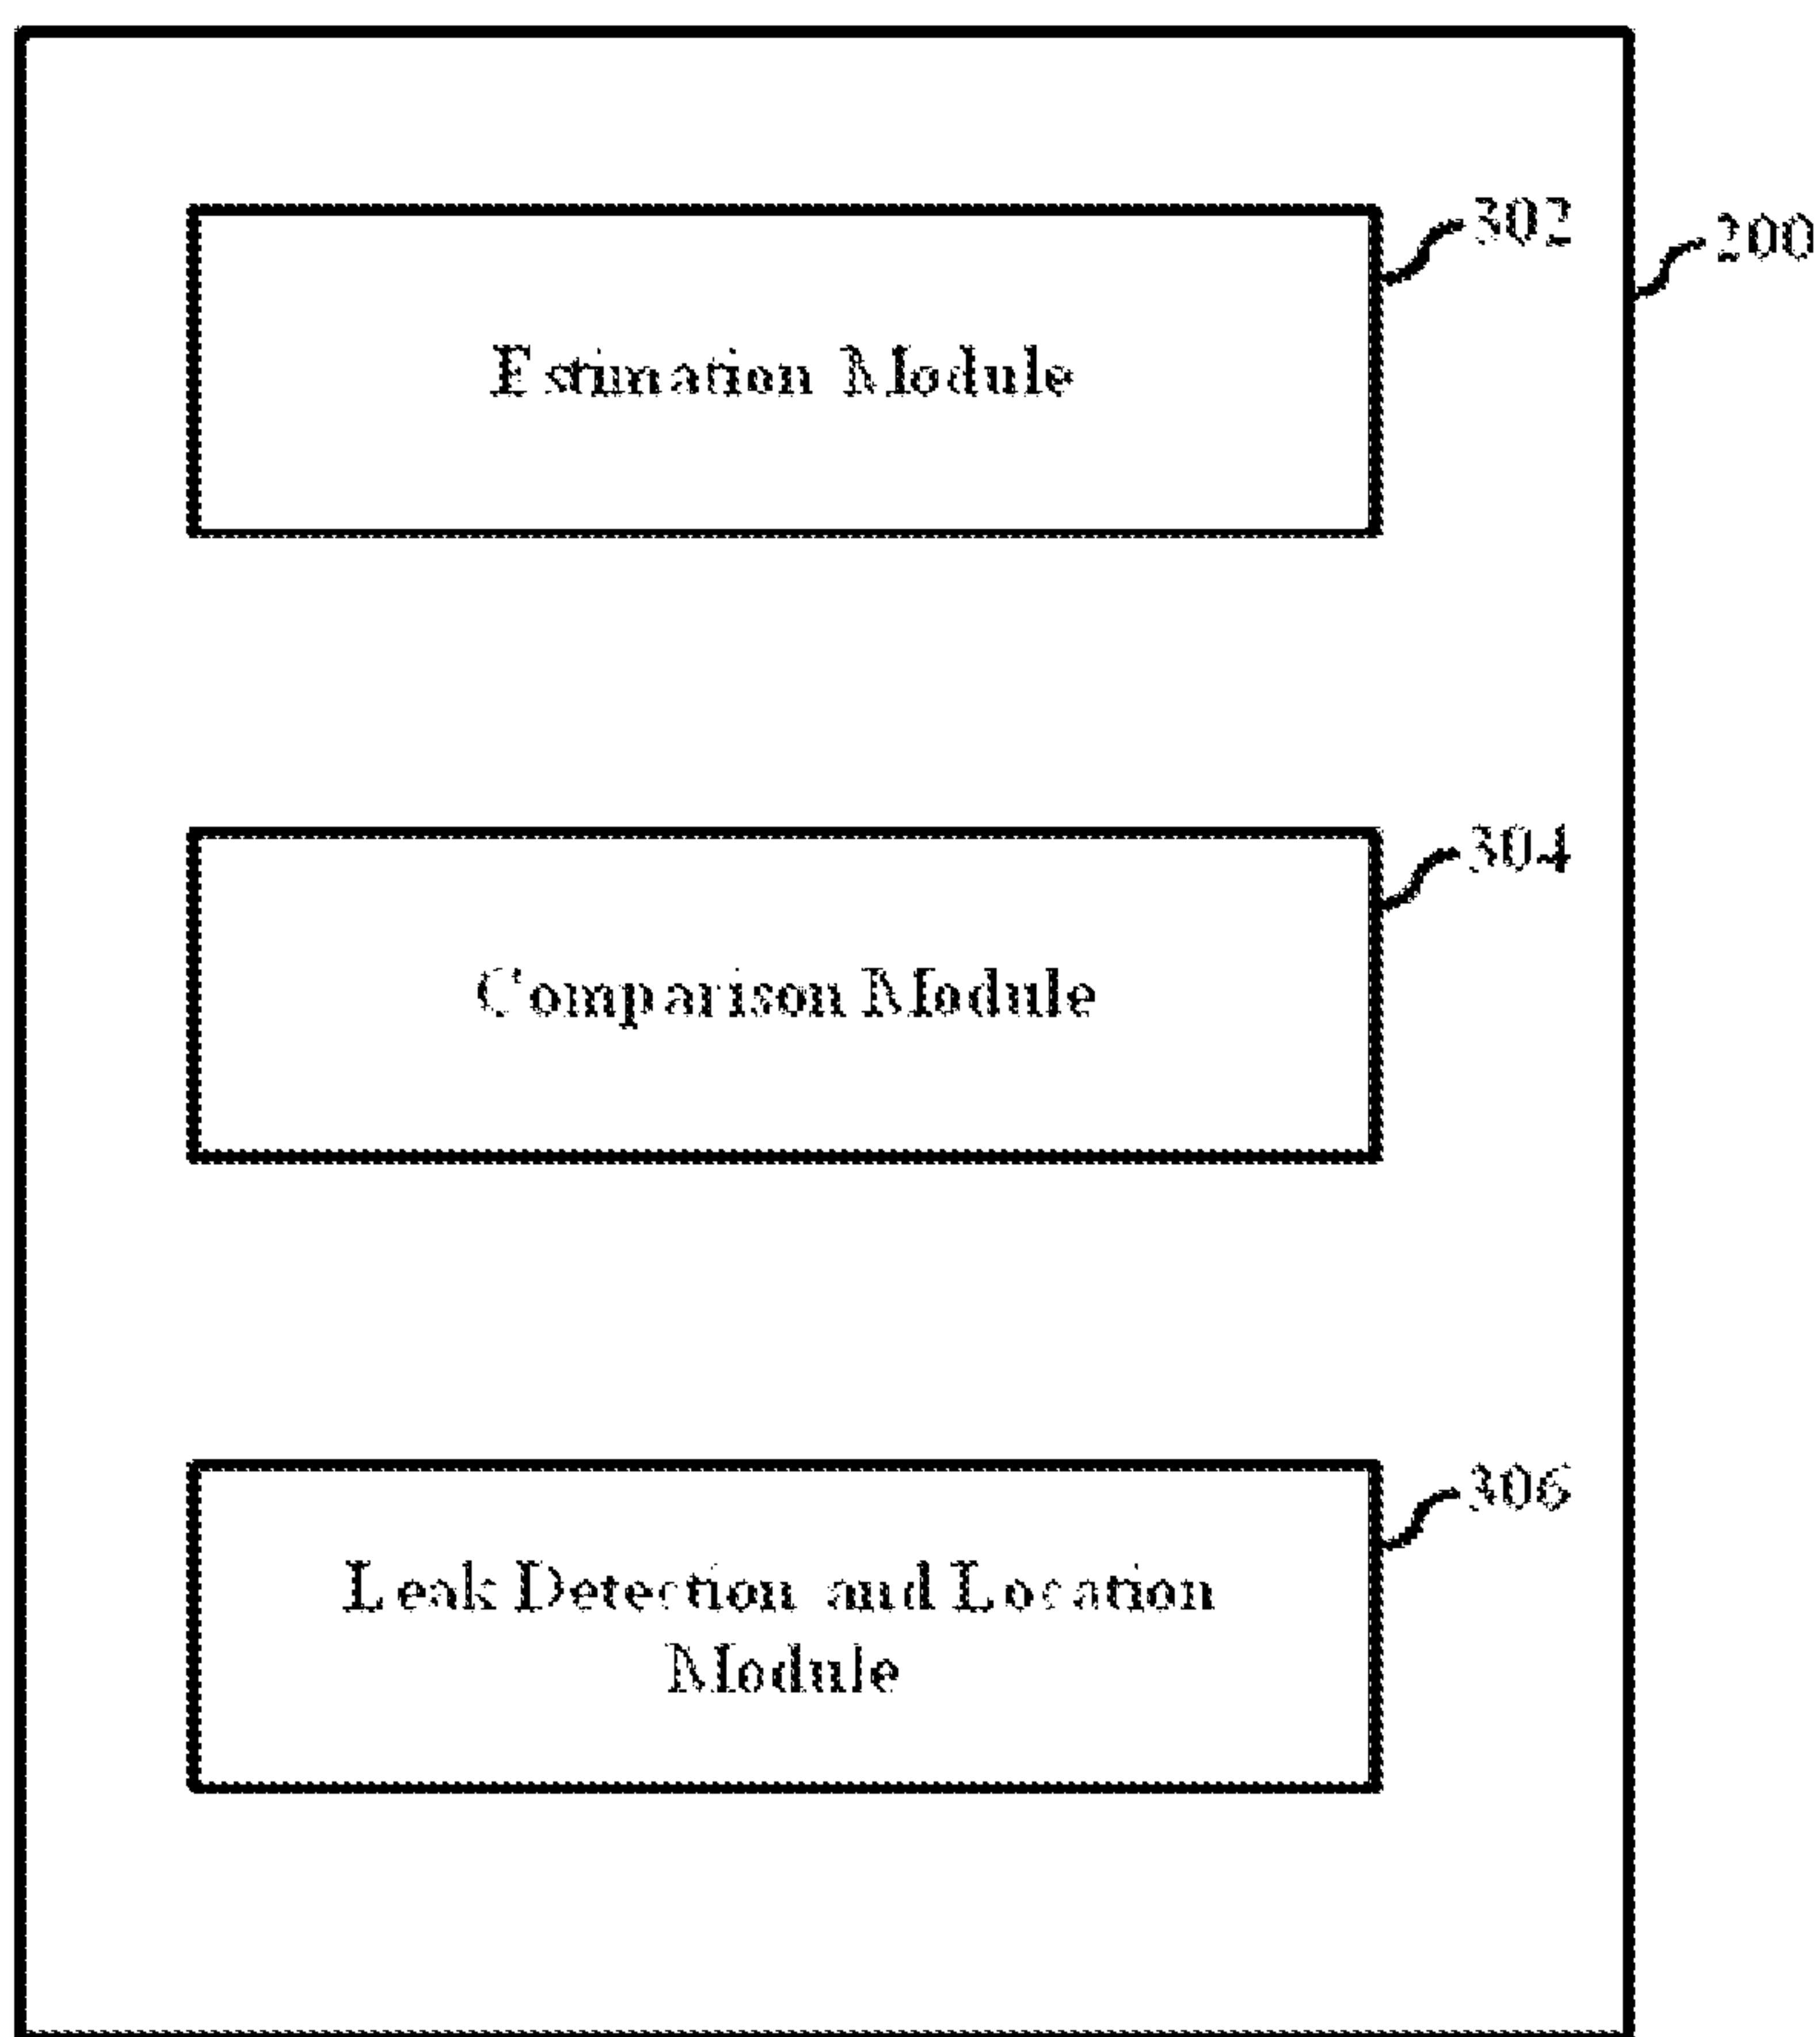 302
200
Estimation Module
304
Comparison Module
306
Leak Detection and Location
Module